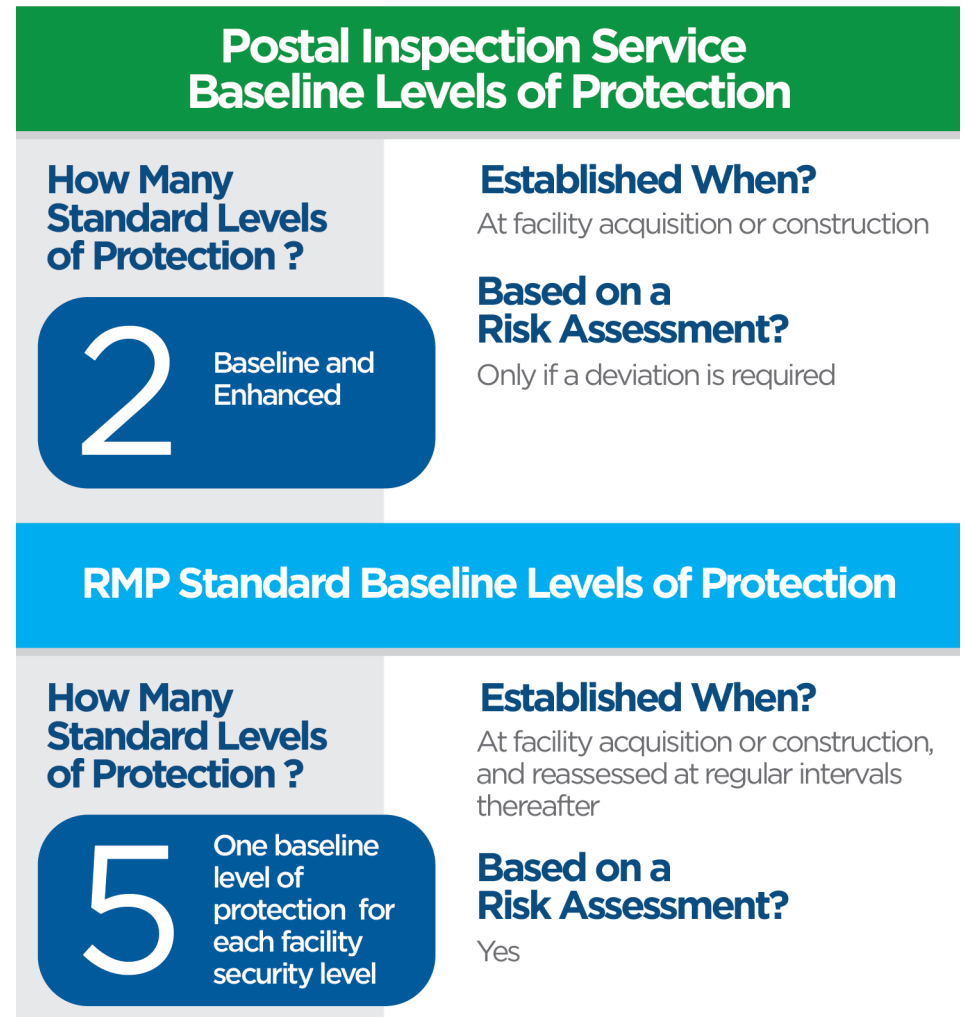 Postal Inspection Service
Baseline Levels of Protection
How Many
Standard Levels
of Protection ?
2
Baseline and
Enhanced
Established When?
At facility acquisition or construction
Based on a
Risk Assessment?
Only if a deviation is required
RMP Standard Baseline Levels of Protection
How Many
Standard Levels
of Protection ?
5
One baseline
level of
protection for
each facility
security level
Established When?
At facility acquisition or construction,
and reassessed at regular intervals
thereafter
Based on a
Risk Assessment?
Yes